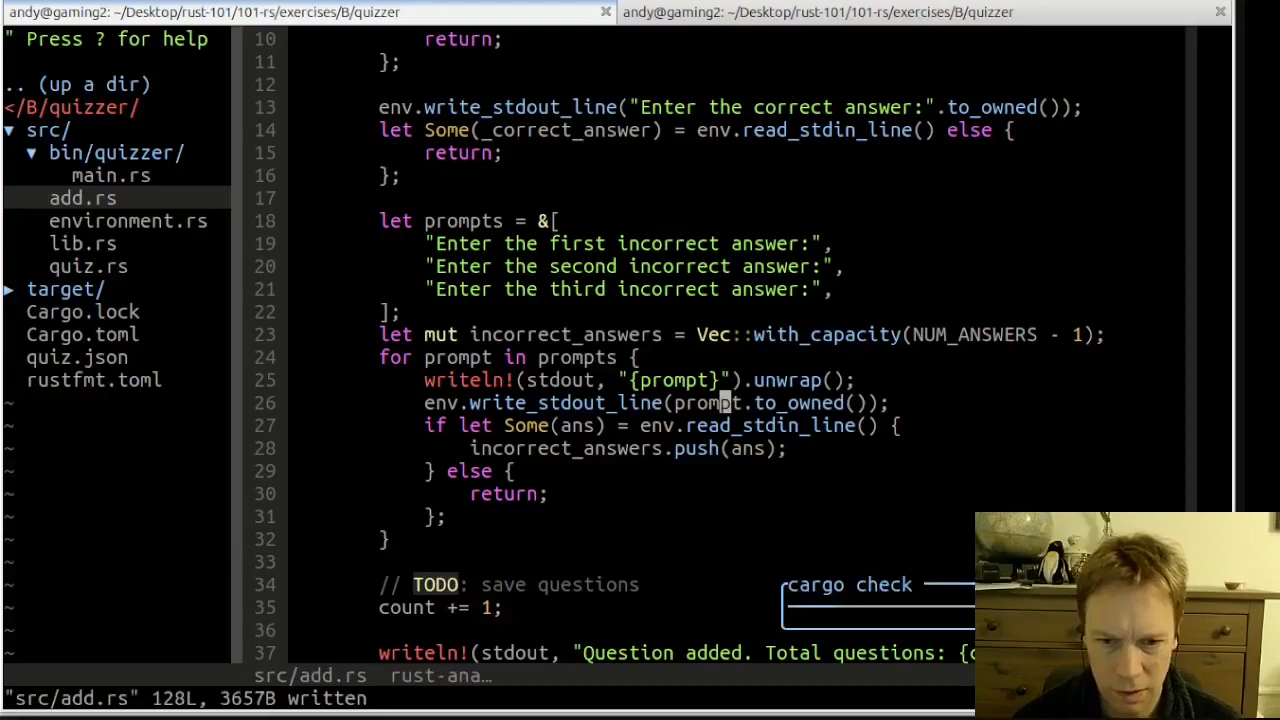 andy@gaming2: ~/Desktop/rust-101/101-rs/exercises/B/quizzer
andy@gaming2: ~/Desktop/rust-101/101-rs/exercises/B/quizzer
" Press ? for help
.. (up a dir)
</B/quizzer/
▼ src/
▼ bin/quizzer/
main.rs
add.rs
environment.rs
lib.rs
quiz.rs
▶ target/
Cargo.lock
Cargo.toml
quiz.json
rustfmt.toml
~
~
~
~
~
~
~
~
~
~
~
~
10 return;
11 };
12
13 env.write_stdout_line("Enter the correct answer:".to_owned());
14 let Some(_correct_answer) = env.read_stdin_line() else {
15 return;
16 };
17
18 let prompts = &[
19 "Enter the first incorrect answer:",
20 "Enter the second incorrect answer:",
21 "Enter the third incorrect answer:",
22 ];
23 let mut incorrect_answers = Vec::with_capacity(NUM_ANSWERS - 1);
24 for prompt in prompts {
25 writeln!(stdout, "{prompt}").unwrap();
26 env.write_stdout_line(prompt.to_owned());
27 if let Some(ans) = env.read_stdin_line() {
28 incorrect_answers.push(ans);
29 } else {
30 return;
31 };
32 }
33
34 // TODO: save questions
35 count += 1;
36
37 writeln!(stdout, "Question added. Total questions: {c
cargo check
src/add.rs rust-ana…
"src/add.rs" 128L, 3657B written